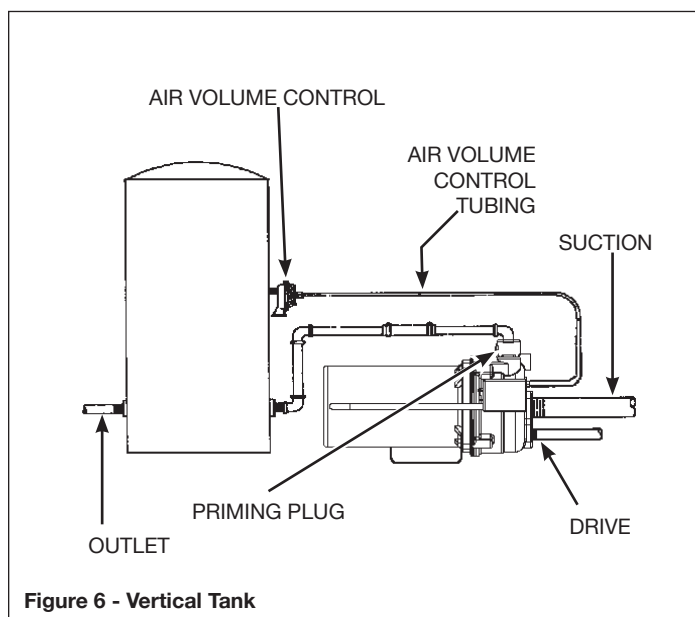 AIR VOLUME CONTROL
AIR VOLUME
CONTROL
TUBING
SUCTION
PRIMING PLUG
DRIVE
OUTLET
Figure 6 - Vertical Tank